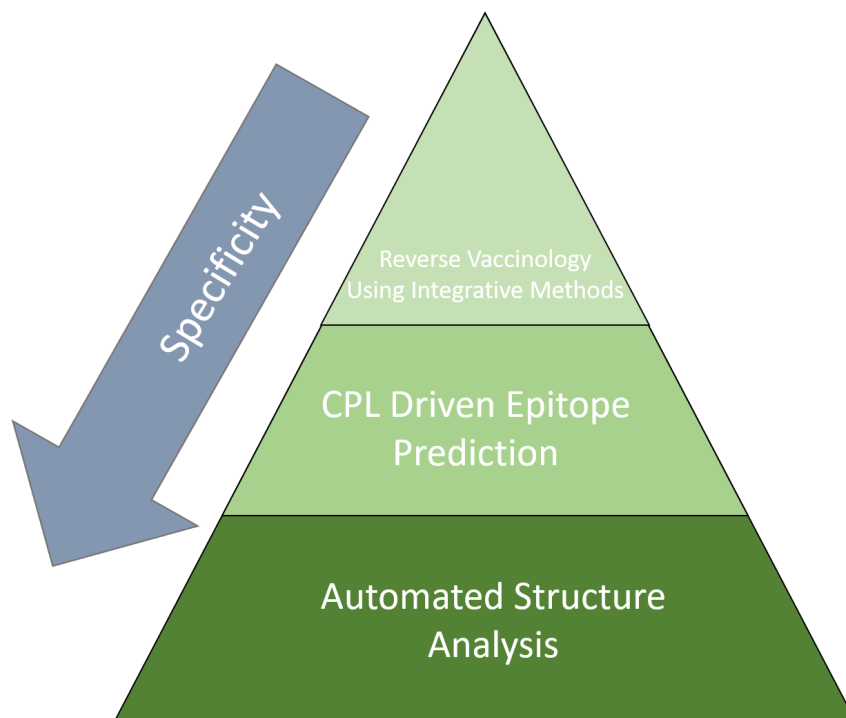 Specificity
Reverse Vaccinology
Using Integrative Methods
CPL Driven Epitope
Prediction
Automated Structure
Analysis